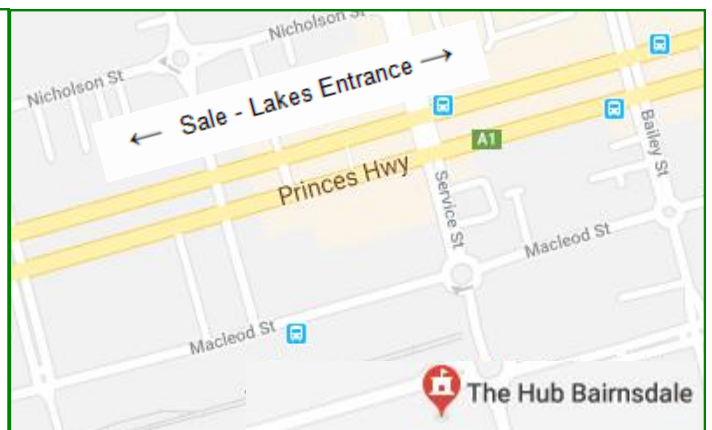 Nicholson St
Nicholson St
← Sale - Lakes Entrance →
Princes Hwy
A1
Bailey St
Service St
Macleod St
Macleod St
The Hub Bairnsdale